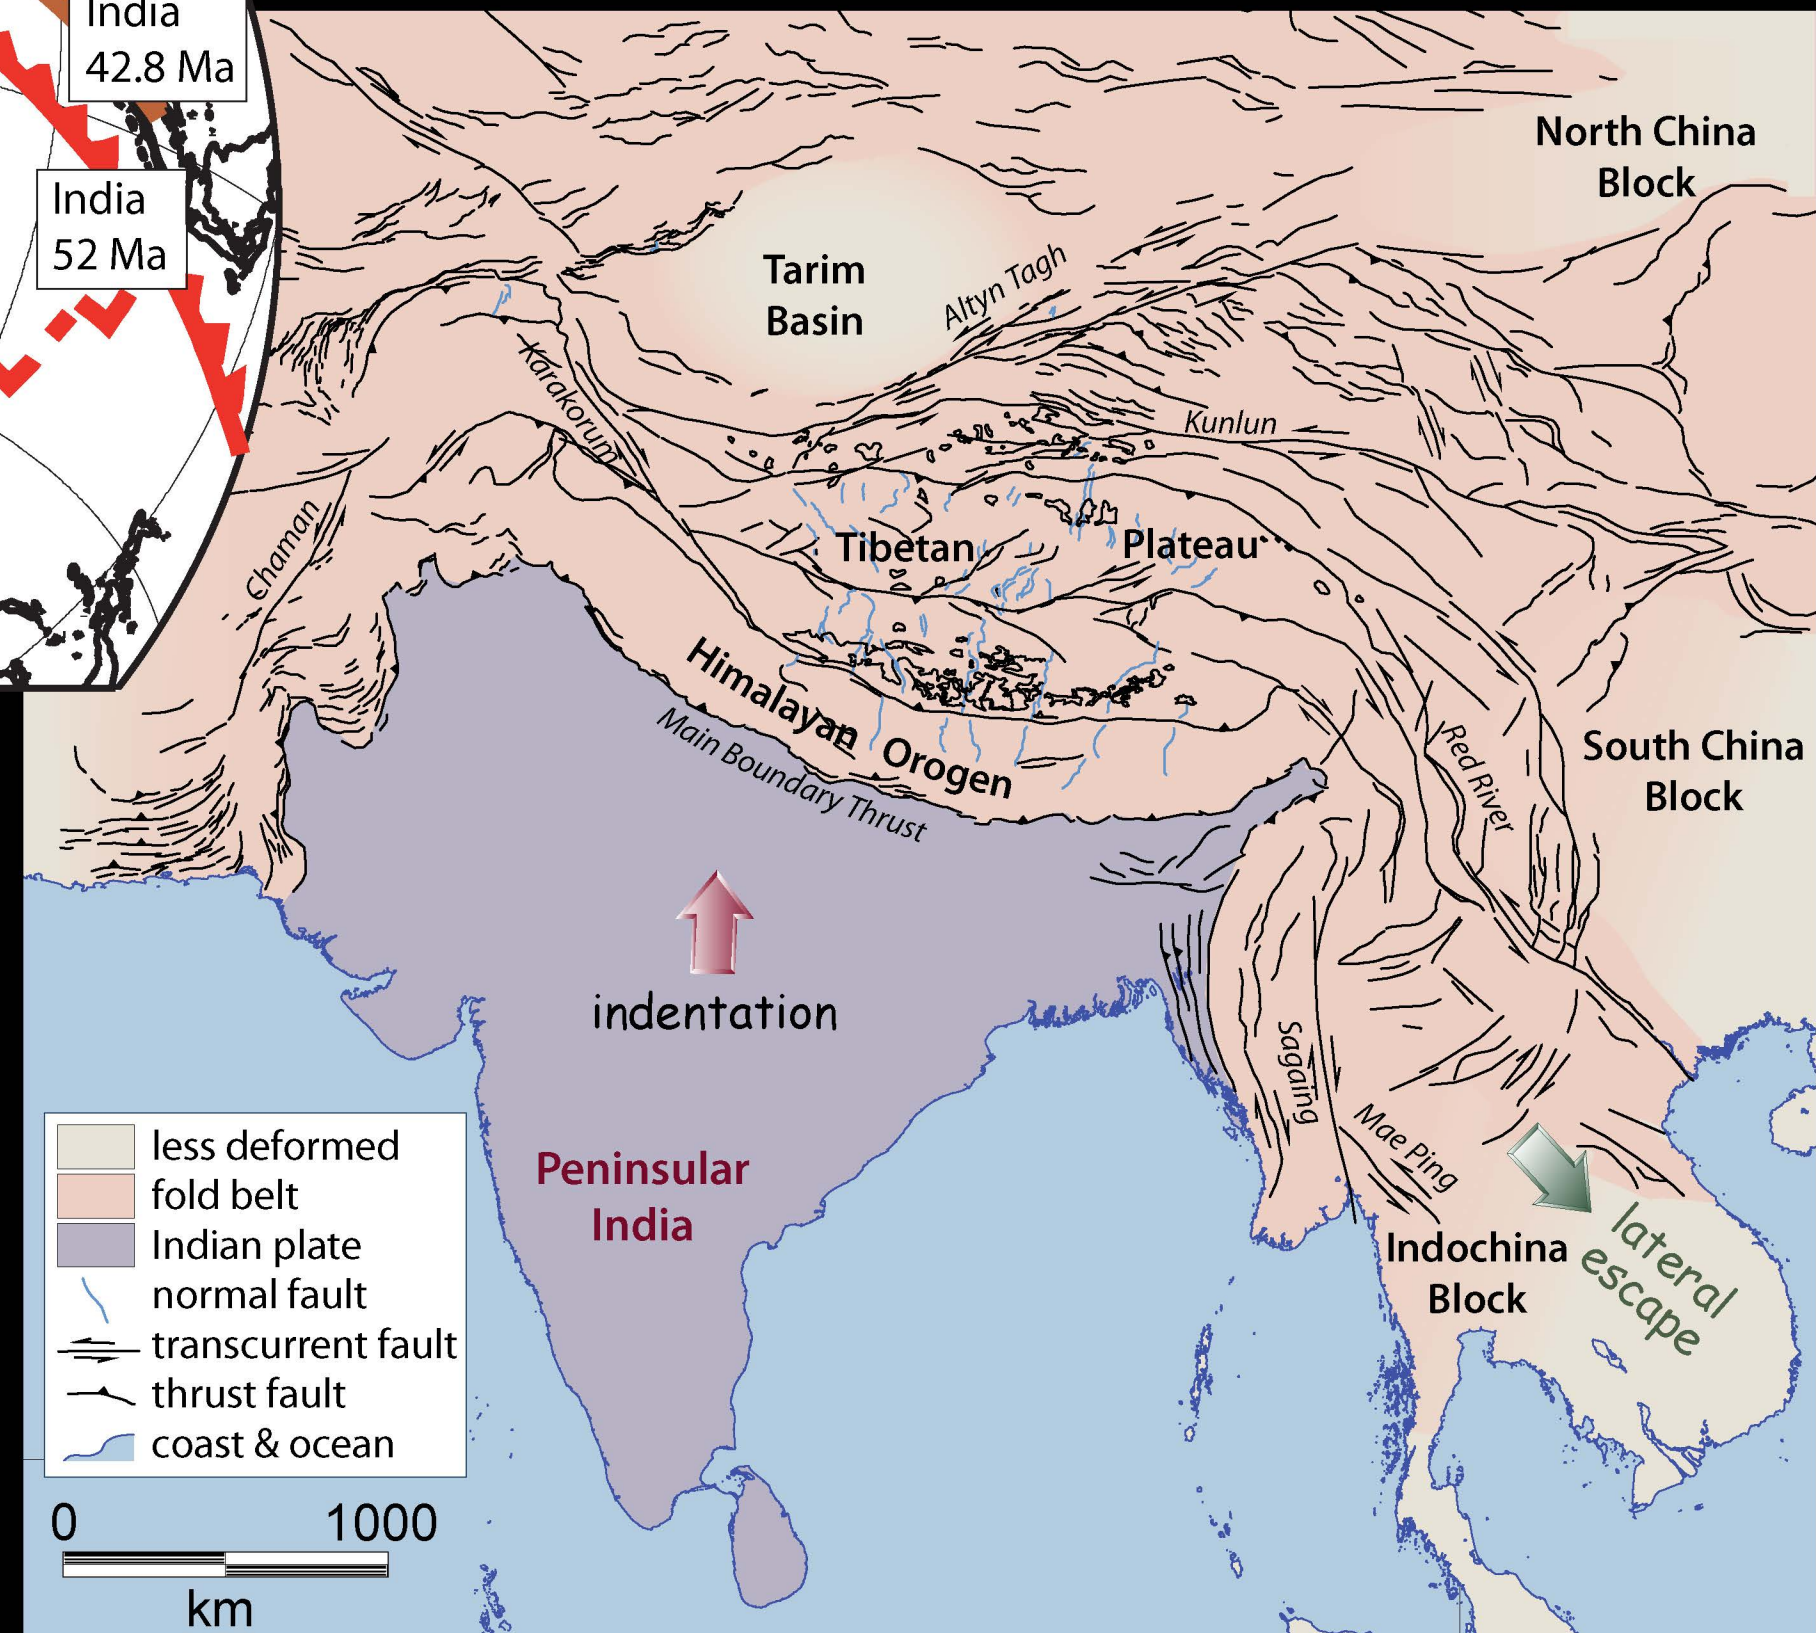 India
42.8 Ma
India
52 Ma
North China
Block
Tarim
Basin
Altyn Tagh
Karakorum
Kunlun
Chaman
Tibetan Plateau
Himalayan Orogen
Main Boundary Thrust
Red River
South China
Block
indentation
Sagaing
Mae Ping
Peninsular
India
Indochina
Block
lateral
escape
less deformed
fold belt
Indian plate
normal fault
transcurrent fault
thrust fault
coast & ocean
0 1000
km